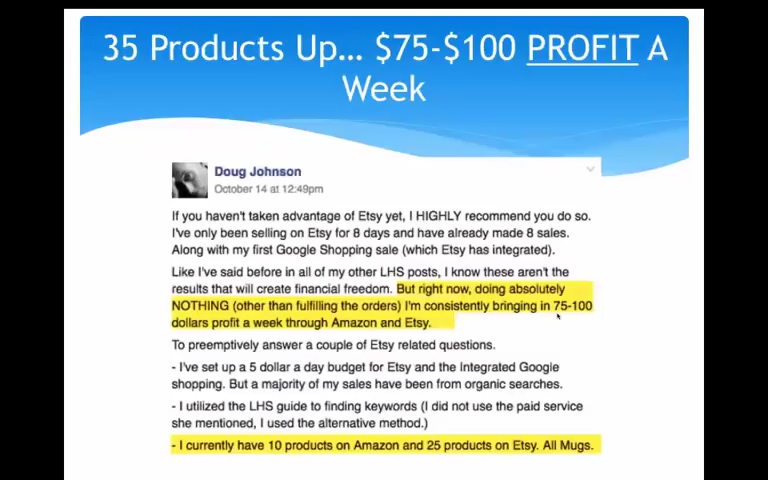 35 Products Up... $75-$100 PROFIT A
Week
Doug Johnson
October 14 at 12:49pm
If you haven't taken advantage of Etsy yet, I HIGHLY recommend you do so.
I've only been selling on Etsy for 8 days and have already made 8 sales.
Along with my first Google Shopping sale (which Etsy has integrated).
Like I've said before in all of my other LHS posts, I know these aren't the
results that will create financial freedom. But right now, doing absolutely
NOTHING (other than fulfilling the orders) I'm consistently bringing in 75-100
dollars profit a week through Amazon and Etsy.
To preemptively answer a couple of Etsy related questions.
- I've set up a 5 dollar a day budget for Etsy and the Integrated Google
shopping. But a majority of my sales have been from organic searches.
- I utilized the LHS guide to finding keywords (I did not use the paid service
she mentioned, I used the alternative method.)
- I currently have 10 products on Amazon and 25 products on Etsy. All Mugs.